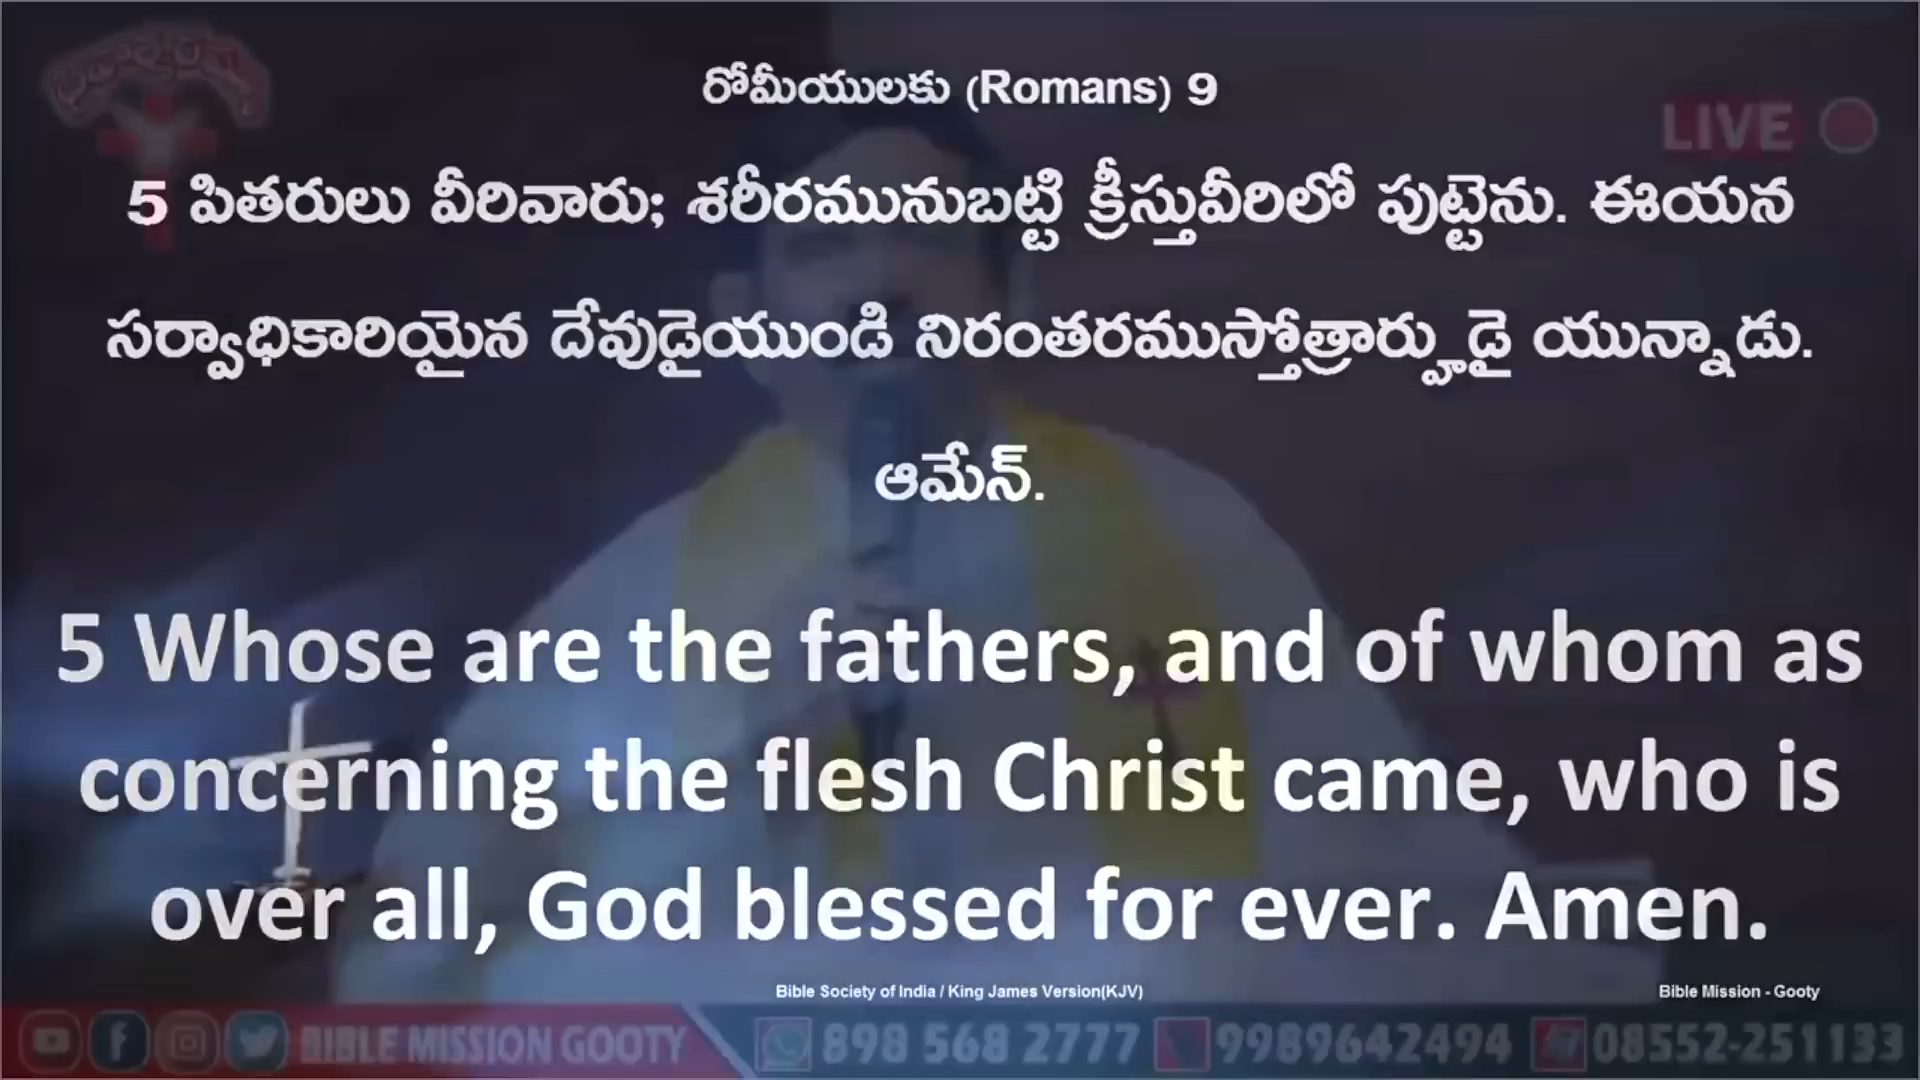 రోమీయులకు (Romans) 9
LIVE
5 పితరులు వీరివారు; శరీరమునుబట్టి క్రీస్తువీరిలో పుట్టెను. ఈయన
సర్వాధికారియైన దేవుడైయుండి నిరంతరముస్తోత్రార్హుడై యున్నాడు.
ఆమేన్.
5 Whose are the fathers, and of whom as
concerning the flesh Christ came, who is
over all, God blessed for ever. Amen.
Bible Society of India / King James Version(KJV)
Bible Mission - Gooty
BIBLE MISSION GOOTY 898 568 2777 9989642494 08552-251133